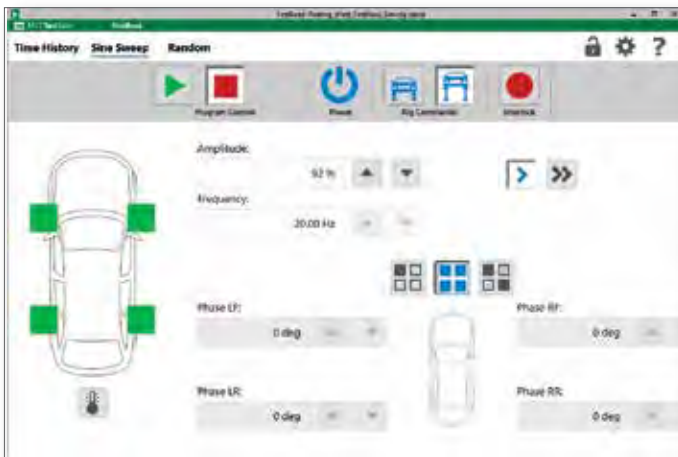 Time History Sine Sweep Random ?
Program Control Power Rig Commands Interlock
Amplitude:
92 %
Frequency:
20.00 Hz
Phase LF:
0 deg
Phase RF:
0 deg
Phase LR:
0 deg
Phase RR:
0 deg